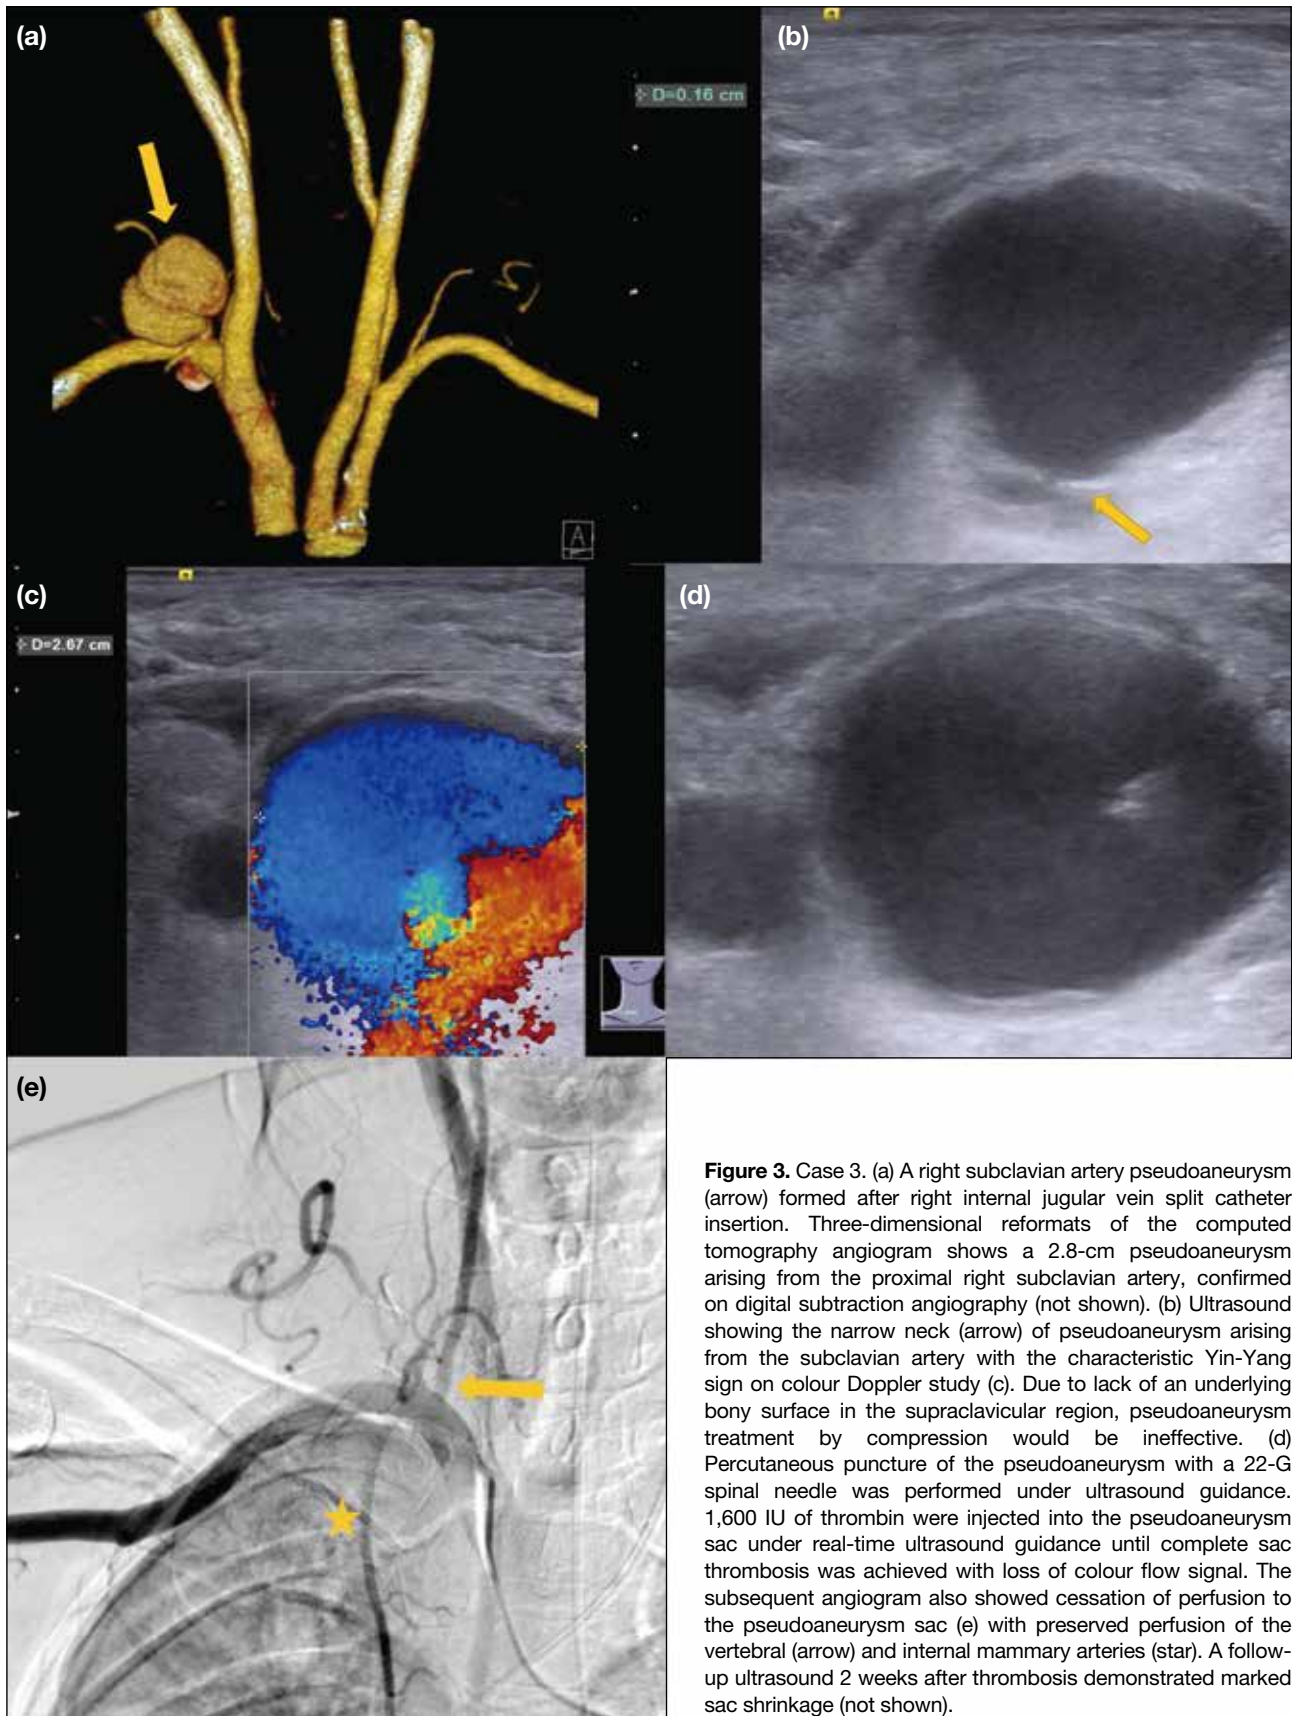 (a)
(b)
D=0.16 cm
A
(c)
D=2.67 cm
(d)
(e)
Figure 3. Case 3. (a) A right subclavian artery pseudoaneurysm
(arrow) formed after right internal jugular vein split catheter
insertion. Three-dimensional reformats of the computed
tomography angiogram shows a 2.8-cm pseudoaneurysm
arising from the proximal right subclavian artery, confirmed
on digital subtraction angiography (not shown). (b) Ultrasound
showing the narrow neck (arrow) of pseudoaneurysm arising
from the subclavian artery with the characteristic Yin-Yang
sign on colour Doppler study (c). Due to lack of an underlying
bony surface in the supraclavicular region, pseudoaneurysm
treatment by compression would be ineffective. (d)
Percutaneous puncture of the pseudoaneurysm with a 22-G
spinal needle was performed under ultrasound guidance.
1,600 IU of thrombin were injected into the pseudoaneurysm
sac under real-time ultrasound guidance until complete sac
thrombosis was achieved with loss of colour flow signal. The
subsequent angiogram also showed cessation of perfusion to
the pseudoaneurysm sac (e) with preserved perfusion of the
vertebral (arrow) and internal mammary arteries (star). A follow-
up ultrasound 2 weeks after thrombosis demonstrated marked
sac shrinkage (not shown).